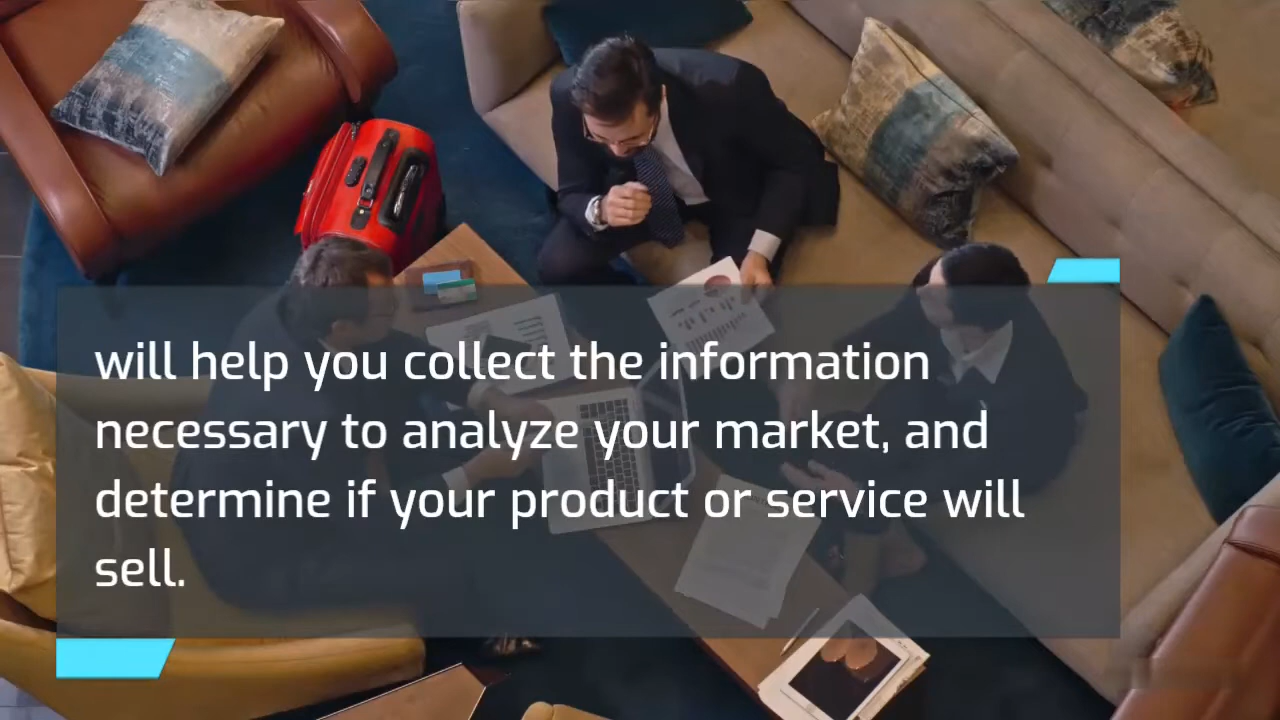 will help you collect the information
necessary to analyze your market, and
determine if your product or service will
sell.